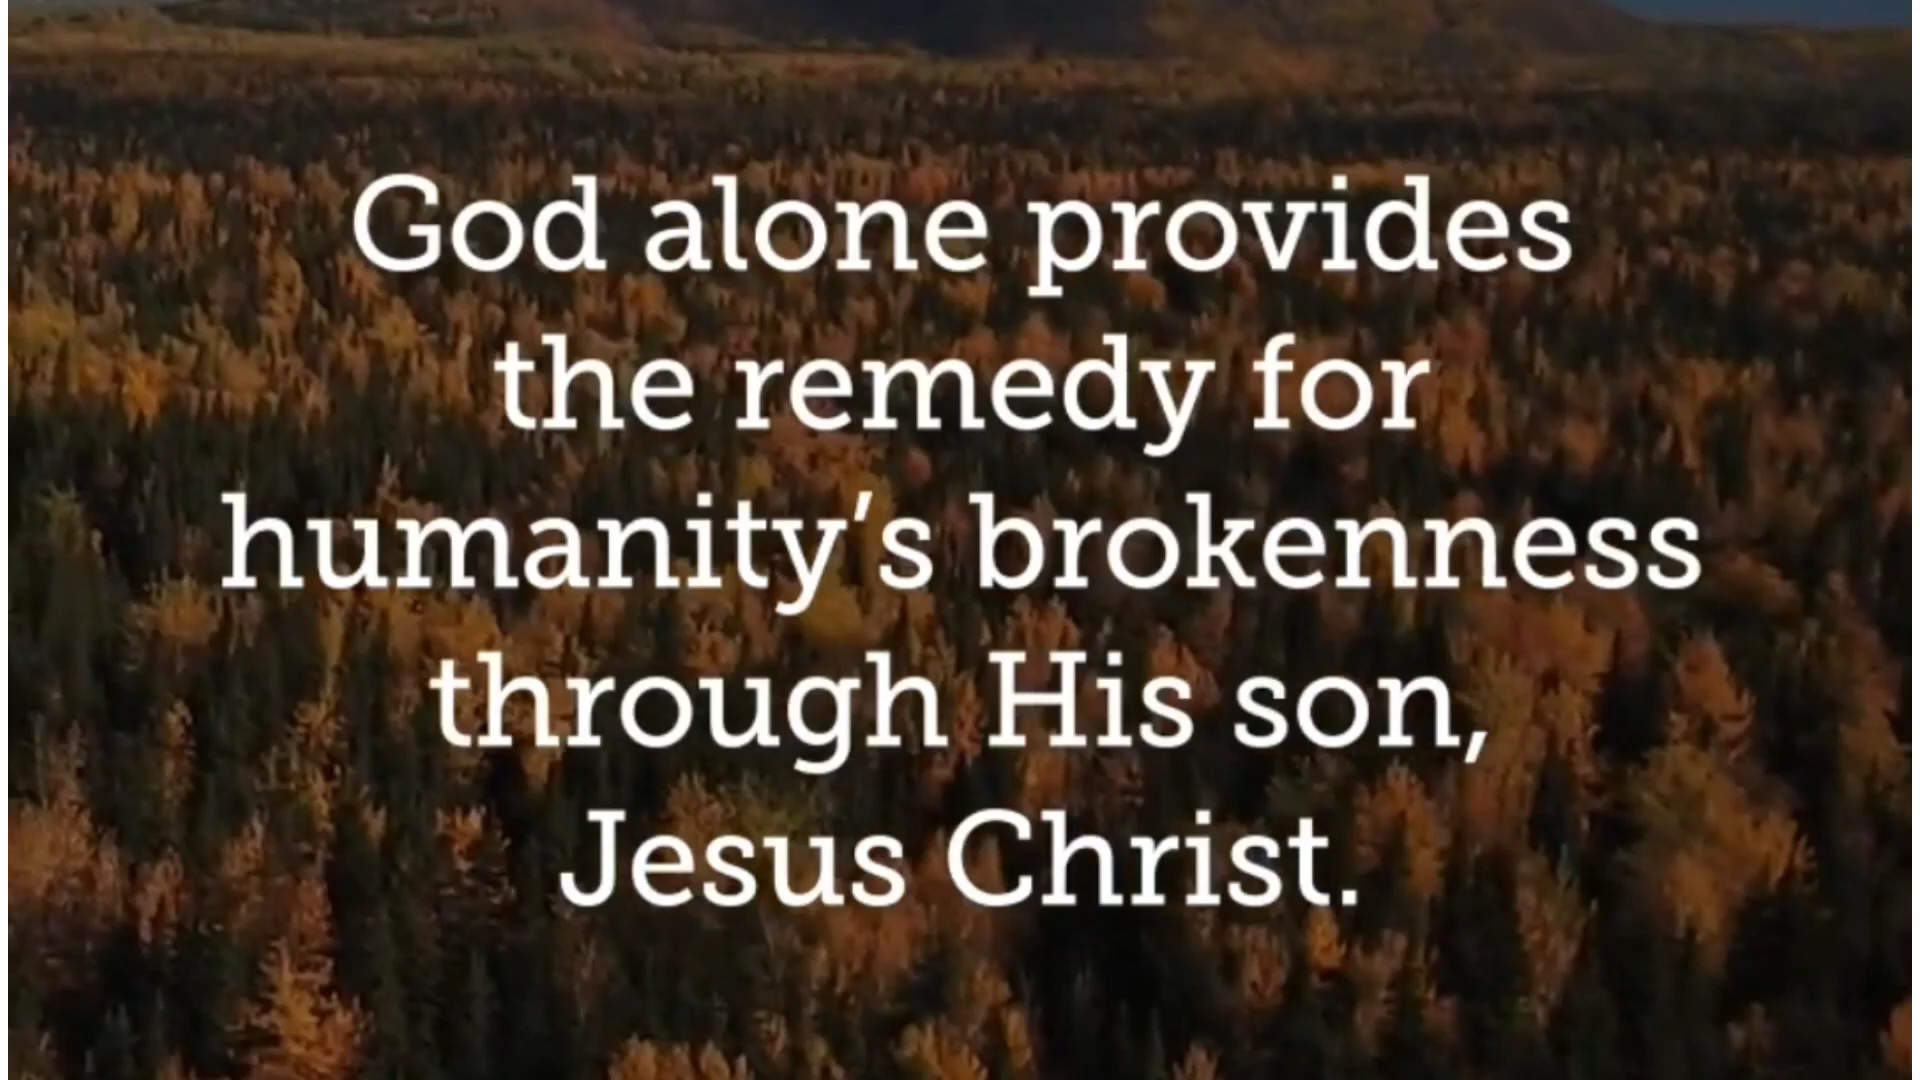 God alone provides
the remedy for
humanity’s brokenness
through His son,
Jesus Christ.